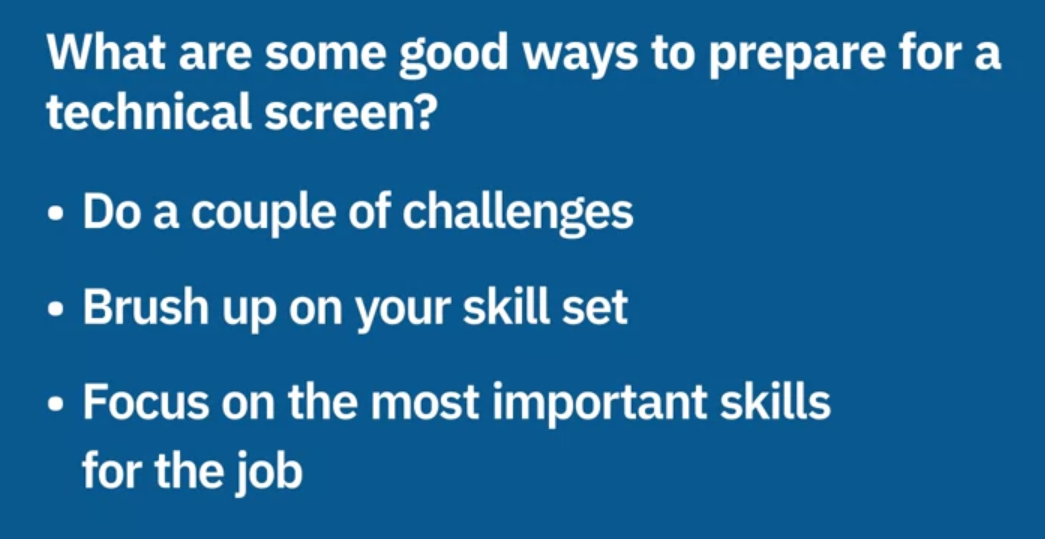 What are some good ways to prepare for a
technical screen?
• Do a couple of challenges
• Brush up on your skill set
• Focus on the most important skills
for the job